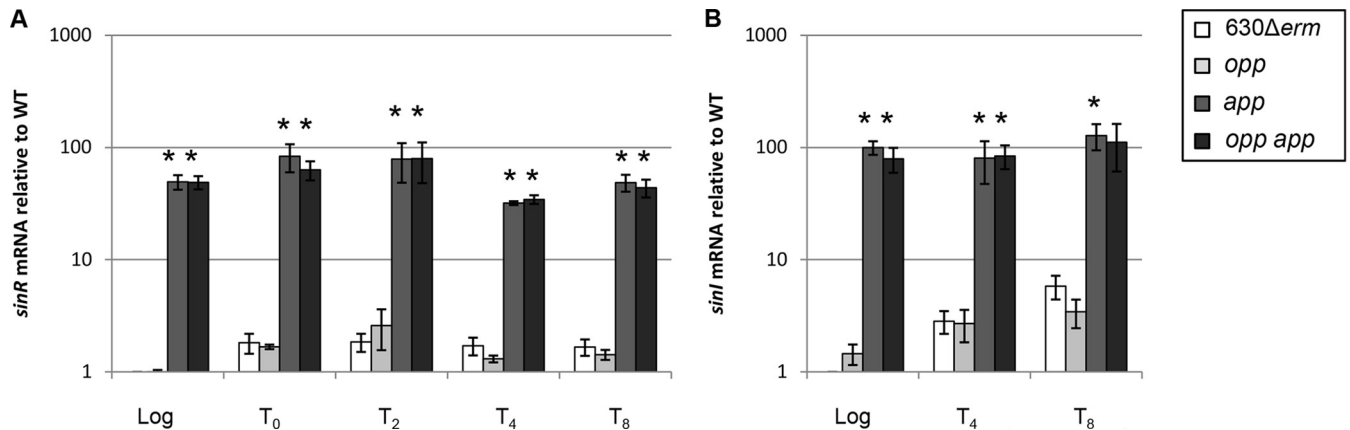 A
1000
100
10
1
sinR mRNA relative to WT
* *
* *
* *
* *
* *
Log T₀ T₂ T₄ T₈
B
1000
100
10
1
sinI mRNA relative to WT
* *
* *
*
Log T₄ T₈
630Δerm
opp
app
opp app